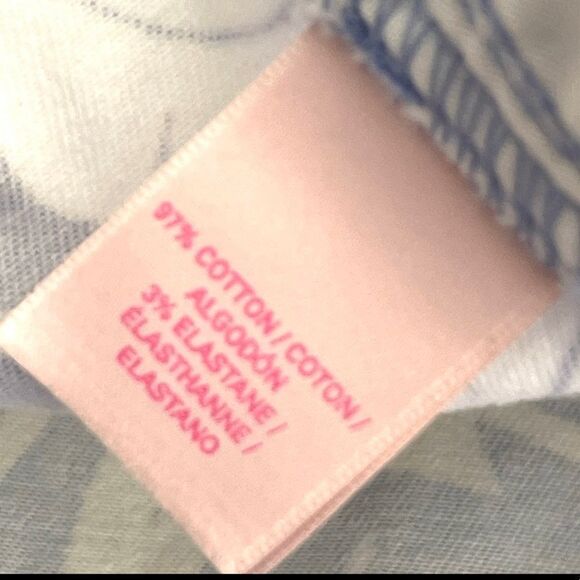 97% COTTON / COTON /
ALGODÓN
3% ELASTANE /
ÉLASTHANNE /
ELASTANO